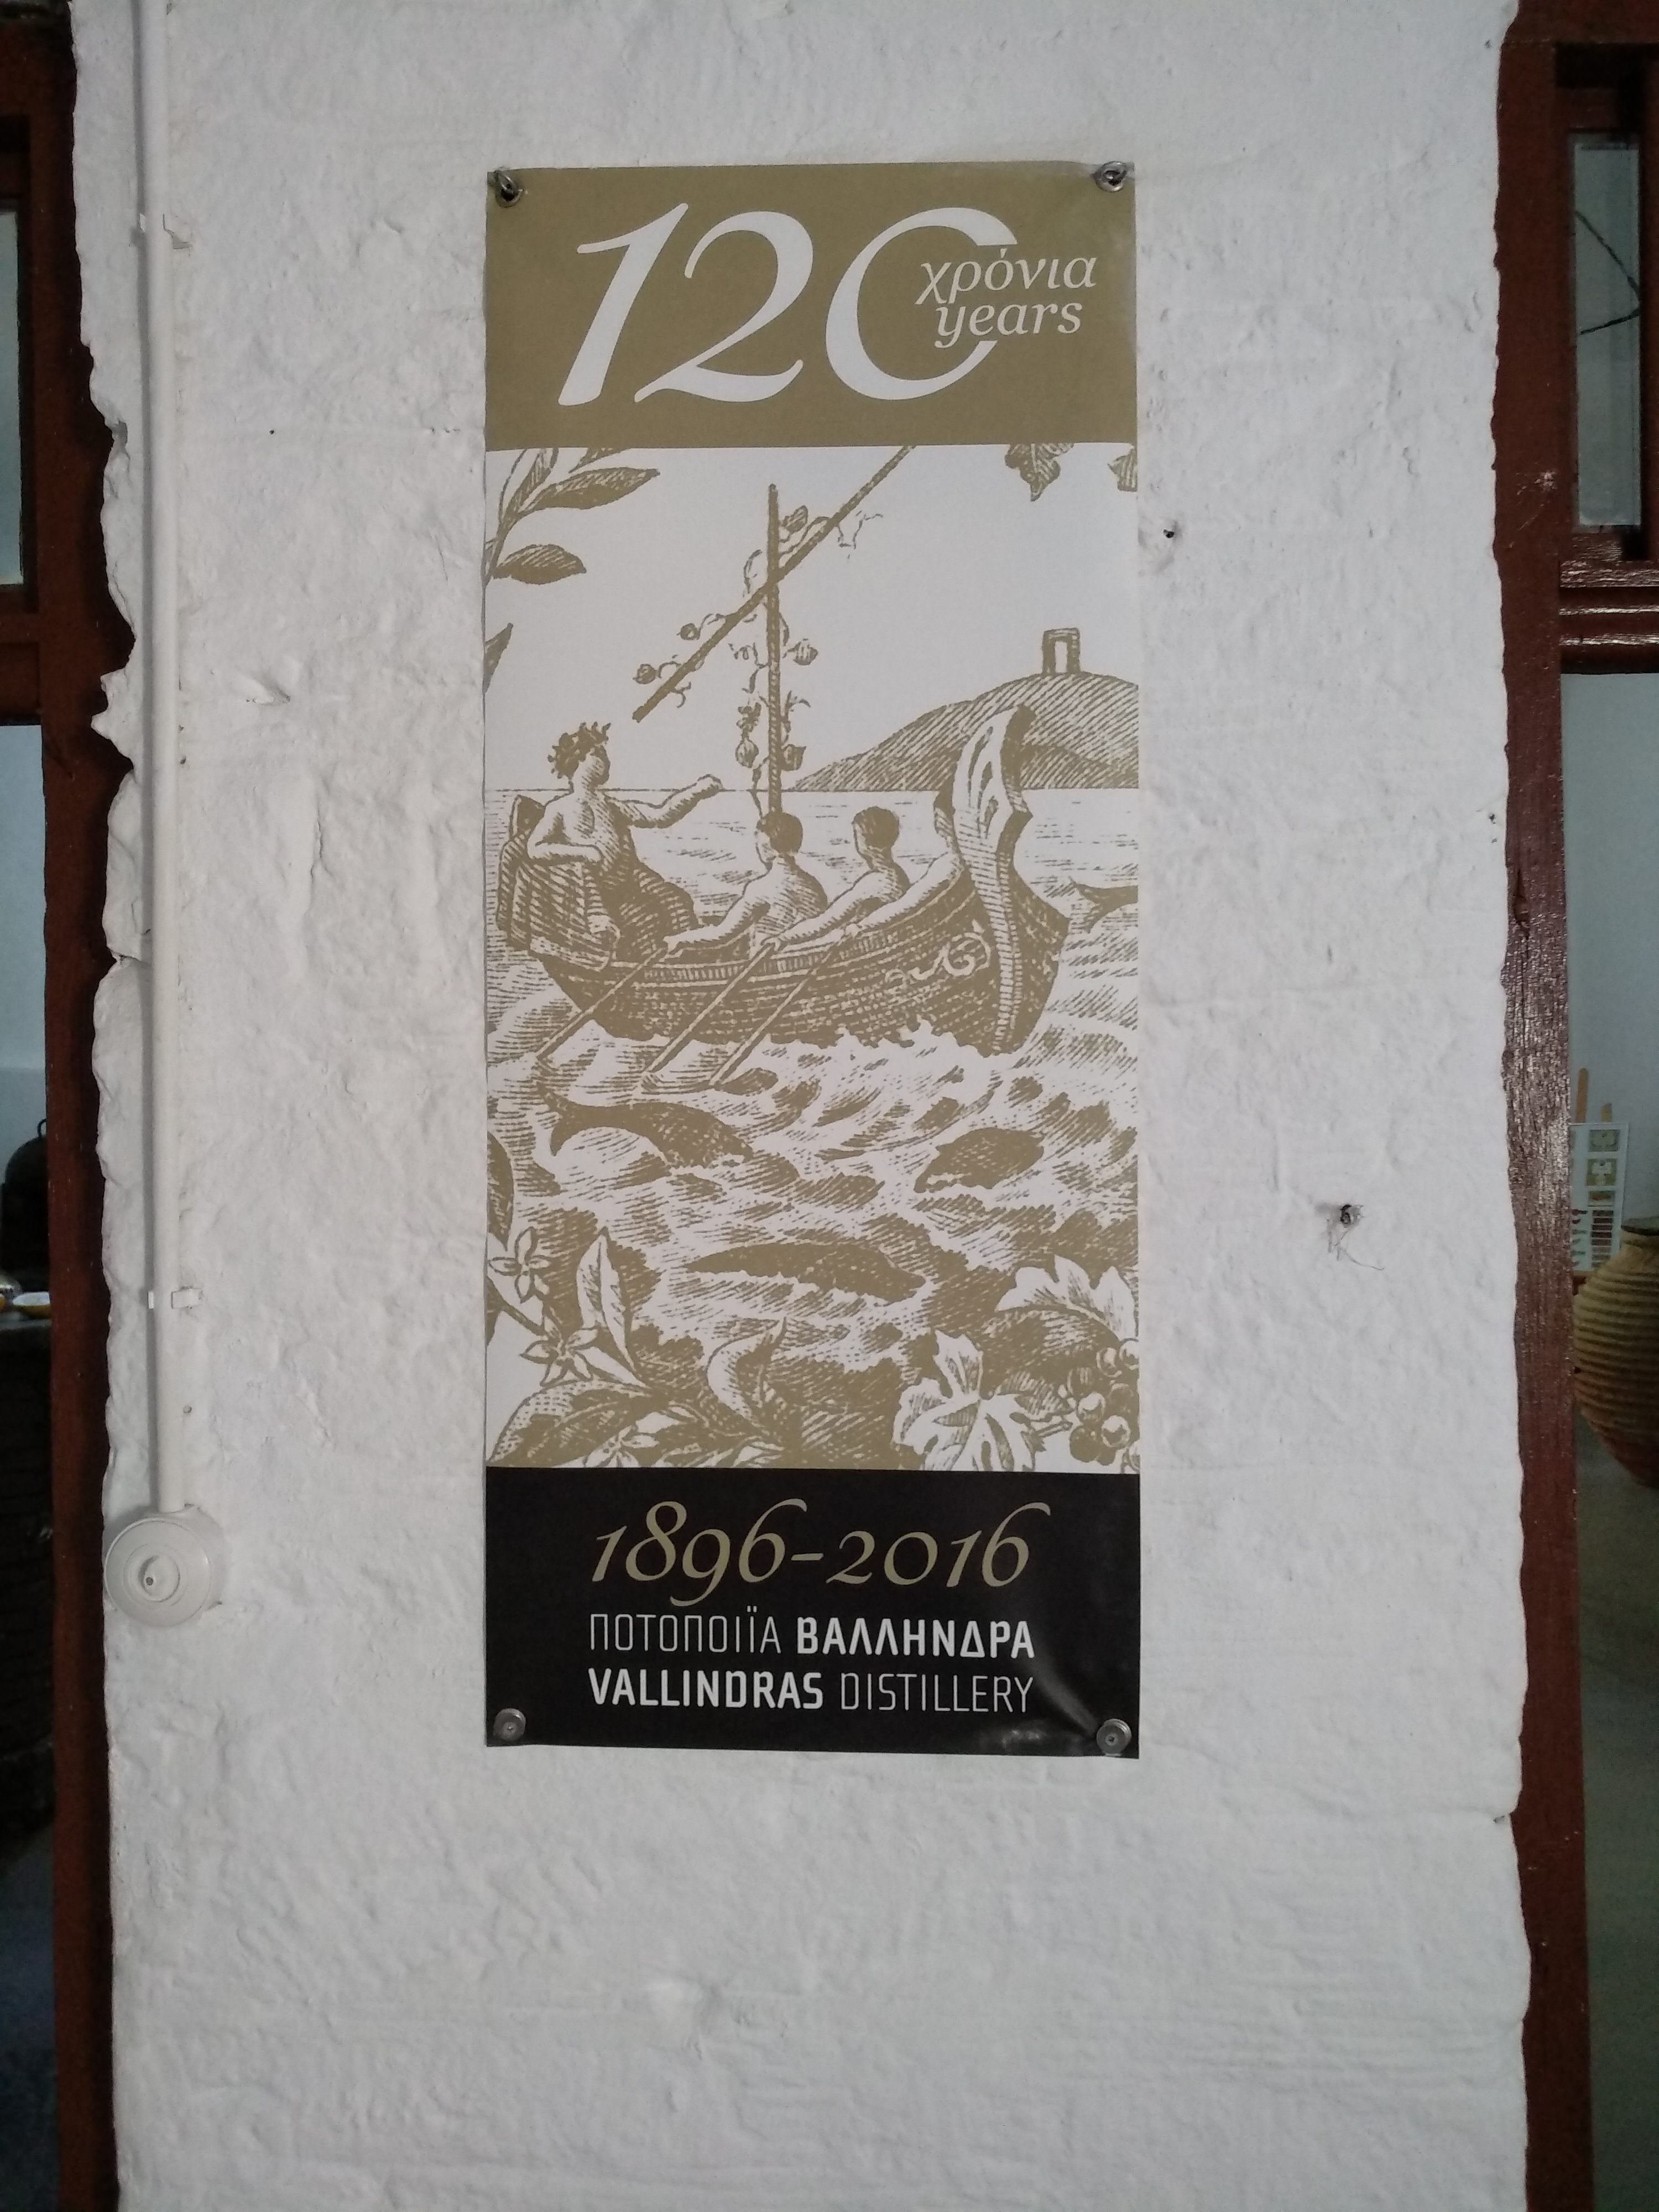 120
χρόνια
years
1896-2016
ΠΟΤΟΠΟΙΪΑ ΒΑΛΛΗΝΔΡΑ
VALLINDRAS DISTILLERY